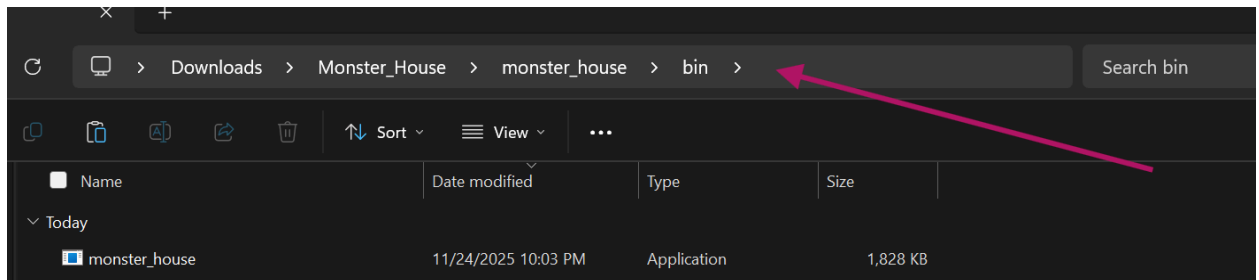 Downloads > Monster_House > monster_house > bin > Search bin
Sort View
Name Date modified Type Size
Today
monster_house 11/24/2025 10:03 PM Application 1,828 KB